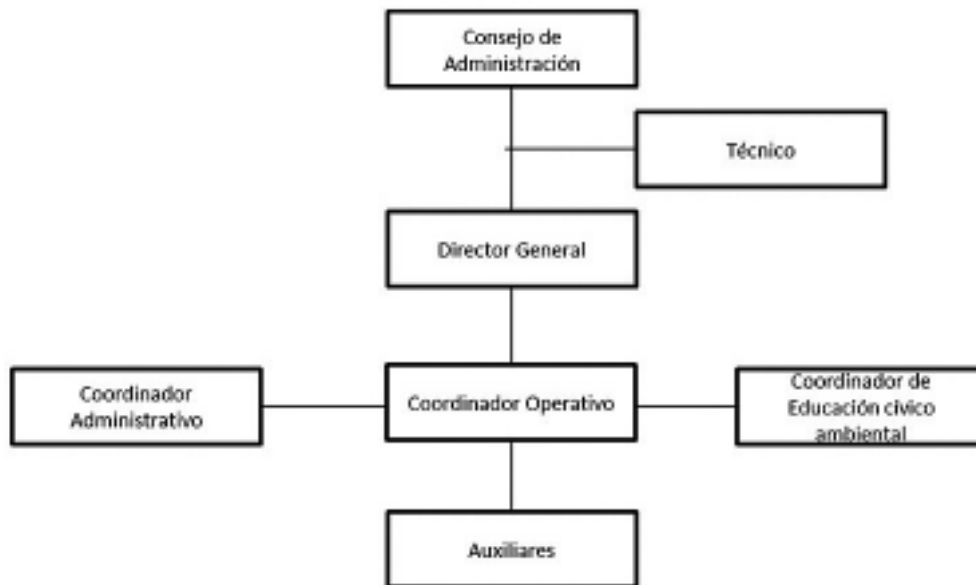 Consejo de
Administración
Técnico
Director General
Coordinador
Administrativo
Coordinador Operativo
Coordinador de
Educación cívico
ambiental
Auxiliares